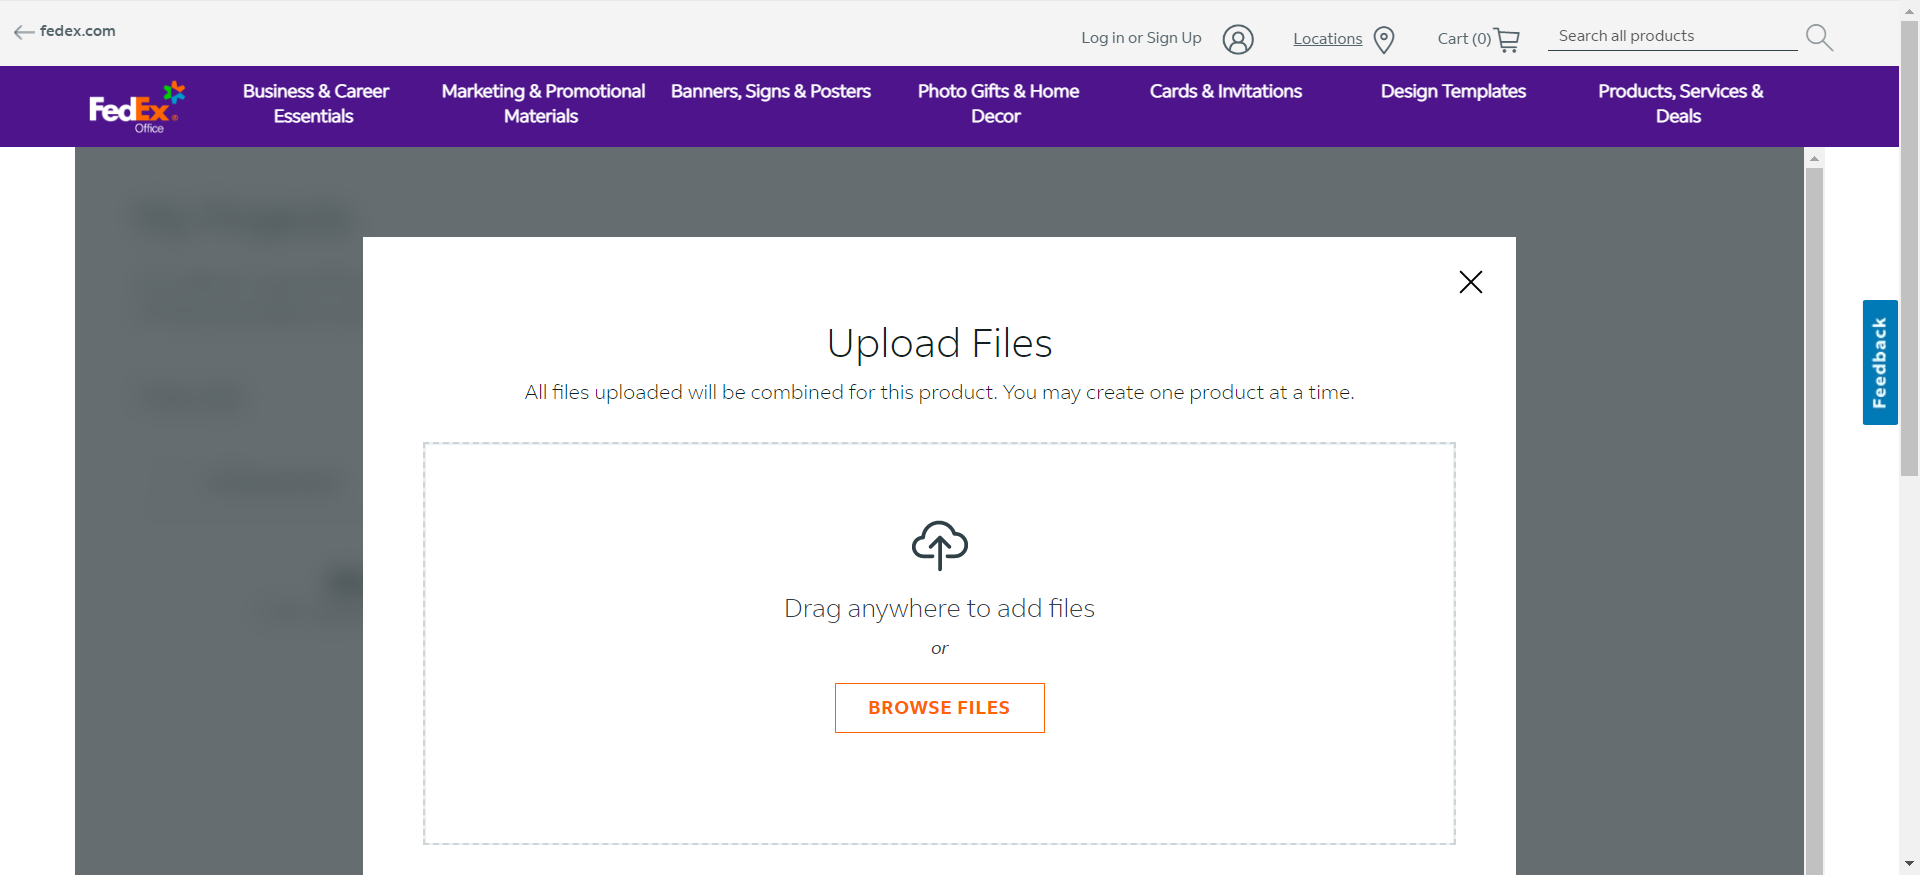 fedex.com
Log in or Sign Up
Locations
Cart (0)
Search all products
FedEx®
Office
Business & Career
Essentials
Marketing & Promotional
Materials
Banners, Signs & Posters
Photo Gifts & Home
Decor
Cards & Invitations
Design Templates
Products, Services &
Deals
Feedback
Upload Files
All files uploaded will be combined for this product. You may create one product at a time.
Drag anywhere to add files
or
BROWSE FILES